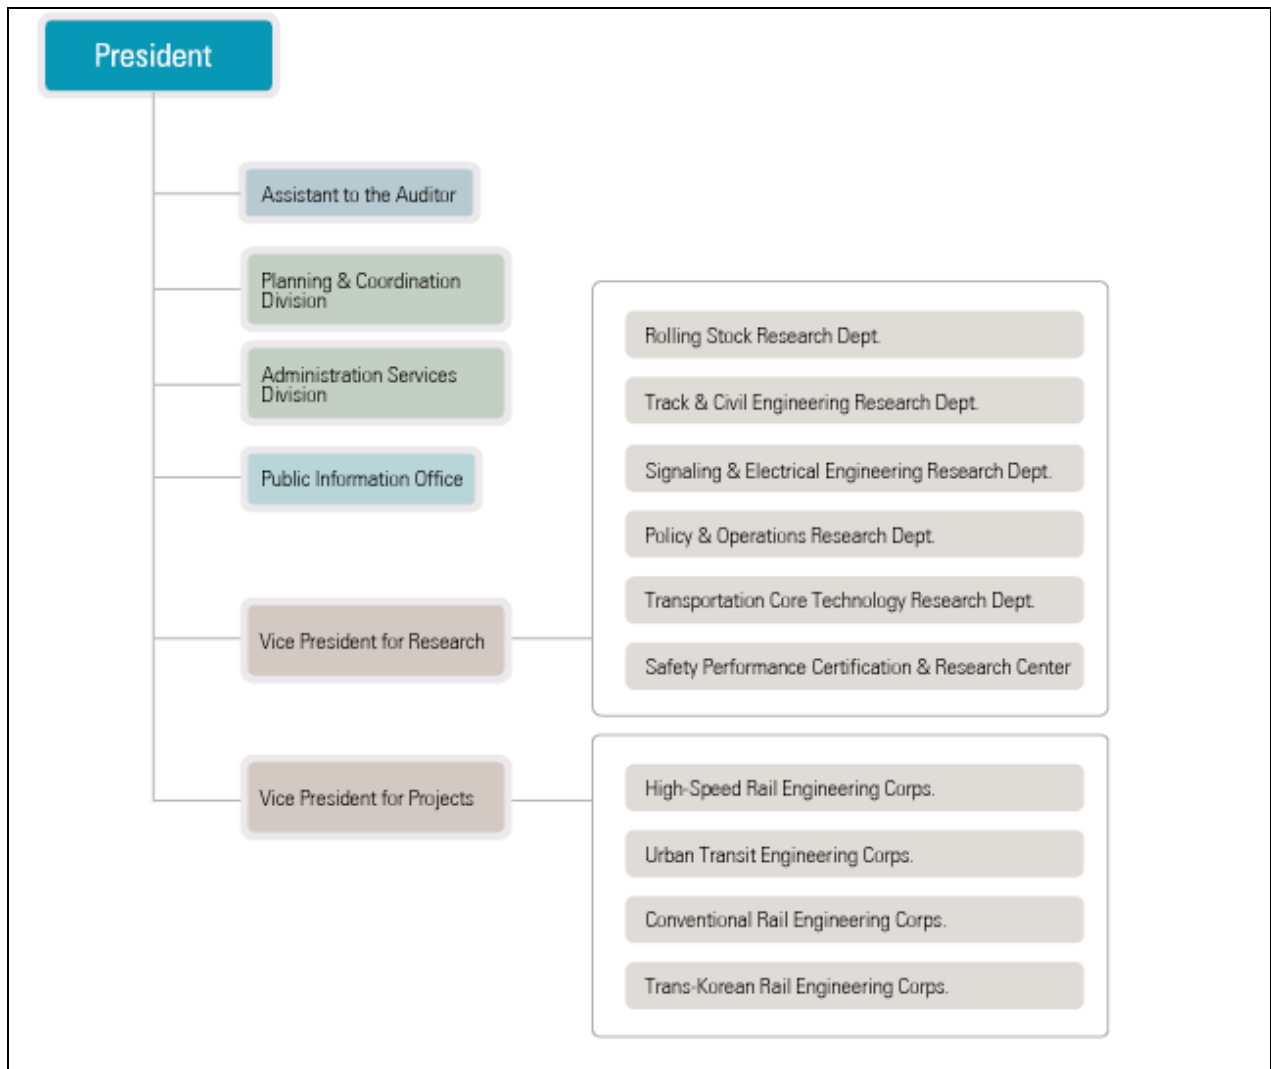 President
Assistant to the Auditor
Planning & Coordination
Division
Administration Services
Division
Public Information Office
Vice President for Research
Rolling Stock Research Dept.
Track & Civil Engineering Research Dept.
Signaling & Electrical Engineering Research Dept.
Policy & Operations Research Dept.
Transportation Core Technology Research Dept.
Safety Performance Certification & Research Center
Vice President for Projects
High-Speed Rail Engineering Corps.
Urban Transit Engineering Corps.
Conventional Rail Engineering Corps.
Trans-Korean Rail Engineering Corps.